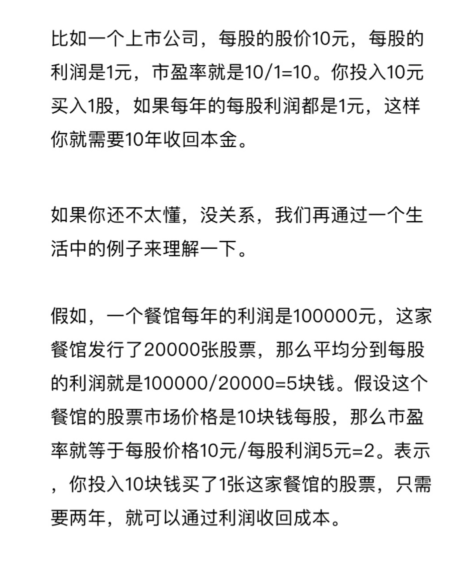 比如一个上市公司，每股的股价10元，每股的
利润是1元，市盈率就是10/1=10。你投入10元
买入1股，如果每年的每股利润都是1元，这样
你就需要10年收回本金。
如果你还不太懂，没关系，我们再通过一个生
活中的例子来理解一下。
假如，一个餐馆每年的利润是100000元，这家
餐馆发行了20000张股票，那么平均分到每股
的利润就是100000/20000=5块钱。假设这个
餐馆的股票市场价格是10块钱每股，那么市盈
率就等于每股价格10元/每股利润5元=2。表示
，你投入10块钱买了1张这家餐馆的股票，只需
要两年，就可以通过利润收回成本。